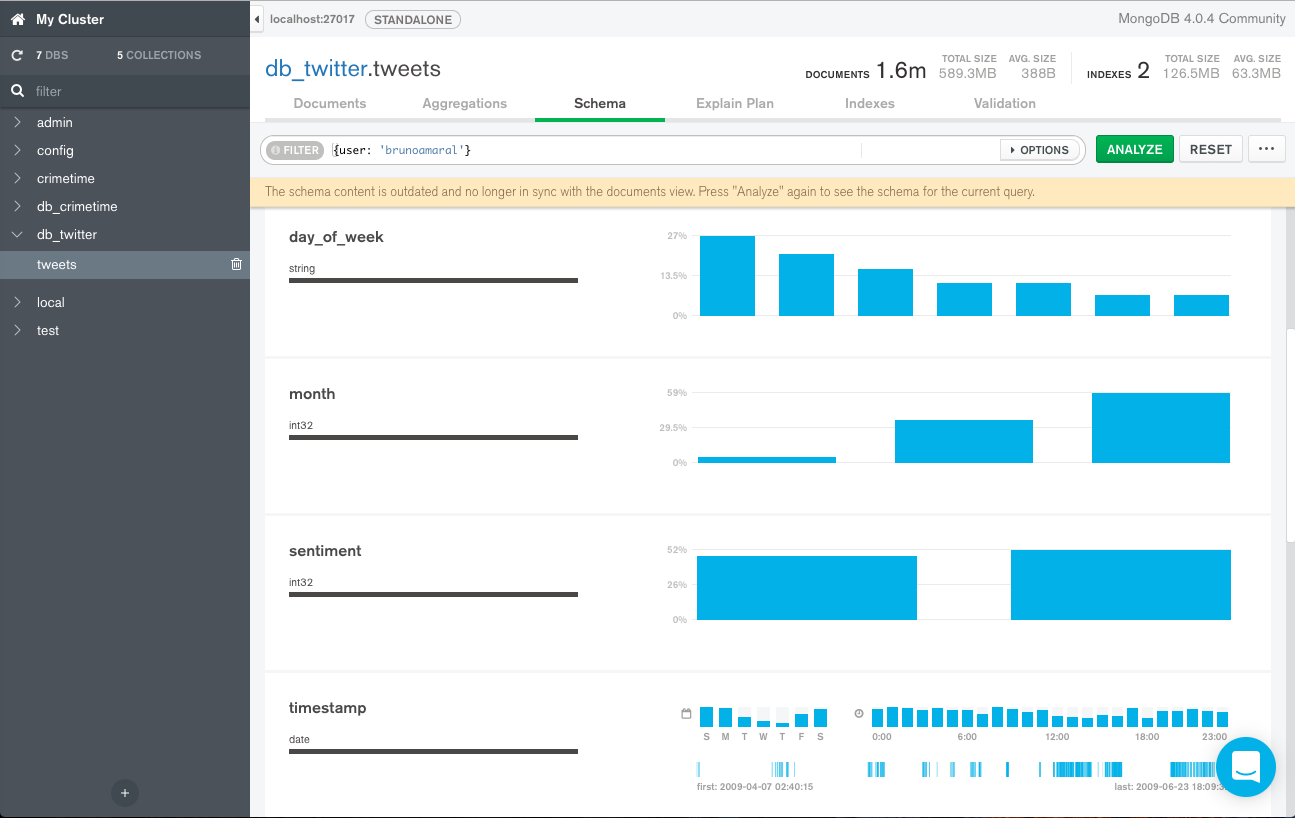 My Cluster
localhost:27017 STANDALONE MongoDB 4.0.4 Community
7 DBS 5 COLLECTIONS
filter
admin
config
crimetime
db_crimetime
db_twitter
tweets
local
test
+
db_twitter.tweets
DOCUMENTS 1.6m TOTAL SIZE 589.3MB AVG. SIZE 388B INDEXES 2 TOTAL SIZE 126.5MB AVG. SIZE 63.3MB
Documents Aggregations Schema Explain Plan Indexes Validation
FILTER {user: 'brunoamaral'} OPTIONS ANALYZE RESET ...
The schema content is outdated and no longer in sync with the documents view. Press "Analyze" again to see the schema for the current query.
day_of_week
string
27%
13.5%
0%
month
int32
59%
29.5%
0%
sentiment
int32
52%
26%
0%
timestamp
date
S M T W T F S 0:00 6:00 12:00 18:00 23:00
first: 2009-04-07 02:40:15 last: 2009-06-23 18:09:3